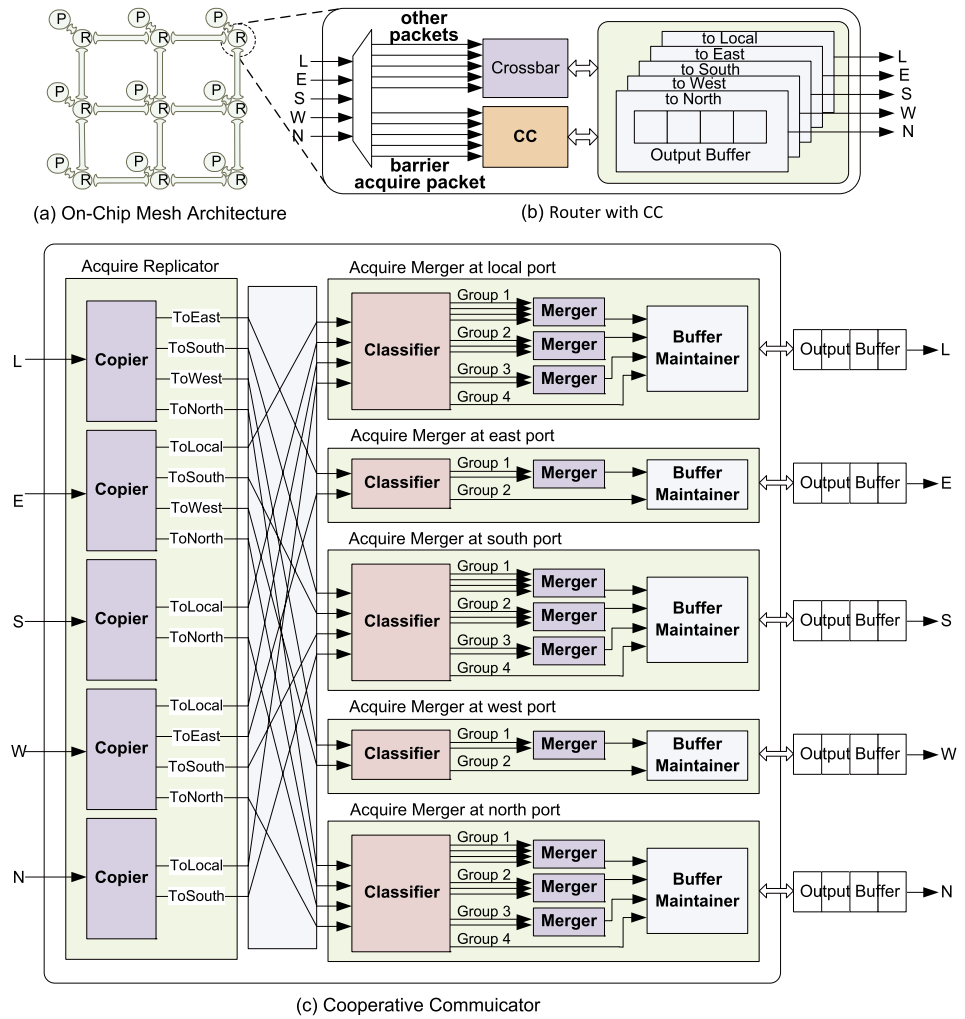 P P P
R R R
P P P
R R R
P P P
R R R
(a) On-Chip Mesh Architecture
other
packets
L
E
S
W
N
Crossbar
CC
barrier
acquire packet
to Local
to East
to South
to West
to North
Output Buffer
L
E
S
W
N
(b) Router with CC
Acquire Replicator
L
Copier
ToEast
ToSouth
ToWest
ToNorth
E
Copier
ToLocal
ToSouth
ToWest
ToNorth
S
Copier
ToLocal
ToNorth
W
Copier
ToLocal
ToEast
ToSouth
ToNorth
N
Copier
ToLocal
ToSouth
Acquire Merger at local port
Classifier
Group 1
Merger
Group 2
Merger
Group 3
Merger
Group 4
Buffer
Maintainer
Output Buffer
L
Acquire Merger at east port
Classifier
Group 1
Merger
Group 2
Buffer
Maintainer
Output Buffer
E
Acquire Merger at south port
Classifier
Group 1
Merger
Group 2
Merger
Group 3
Merger
Group 4
Buffer
Maintainer
Output Buffer
S
Acquire Merger at west port
Classifier
Group 1
Merger
Group 2
Buffer
Maintainer
Output Buffer
W
Acquire Merger at north port
Classifier
Group 1
Merger
Group 2
Merger
Group 3
Merger
Group 4
Buffer
Maintainer
Output Buffer
N
(c) Cooperative Commuicator